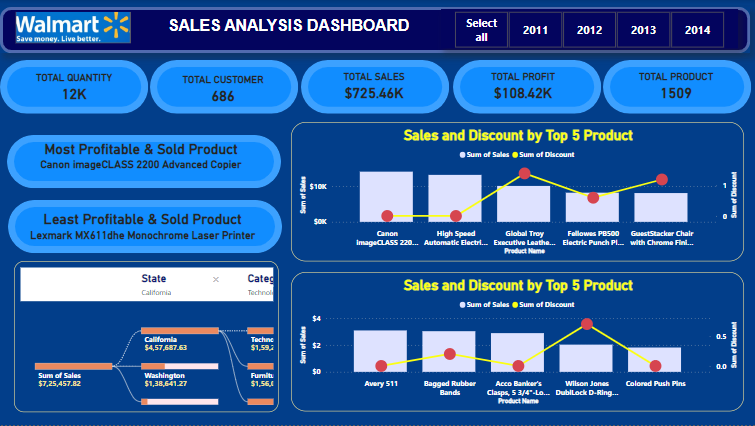 Walmart
Save money. Live better.
SALES ANALYSIS DASHBOARD
Select all
2011
2012
2013
2014
TOTAL QUANTITY
12K
TOTAL CUSTOMER
686
TOTAL SALES
$725.46K
TOTAL PROFIT
$108.42K
TOTAL PRODUCT
1509
Most Profitable & Sold Product
Canon imageCLASS 2200 Advanced Copier
Least Profitable & Sold Product
Lexmark MX611dhe Monochrome Laser Printer
Sales and Discount by Top 5 Product
Sum of Sales
Sum of Discount
Sum of Sales
$10K
$0K
1
0
Sum of Discount
Canon
imageCLASS 220...
High Speed
Automatic Electri...
Global Troy
Executive Leathe...
Fellowes PB500
Electric Punch Pl...
GuestStacker Chair
with Chrome Fini...
Product Name
State
California
×
Categ
Technolo
Sum of Sales
$7,25,457.82
California
$4,57,687.63
Washington
$1,38,641.27
Techno
$1,59,2
Furnitu
$1,56,0
Sales and Discount by Top 5 Product
Sum of Sales
Sum of Discount
Sum of Sales
$4
$2
$0
0.5
0.0
Sum of Discount
Avery 511
Bagged Rubber
Bands
Acco Banker's
Clasps, 5 3/4"-Lo...
Wilson Jones
DubliLock D-Ring...
Colored Push Pins
Product Name